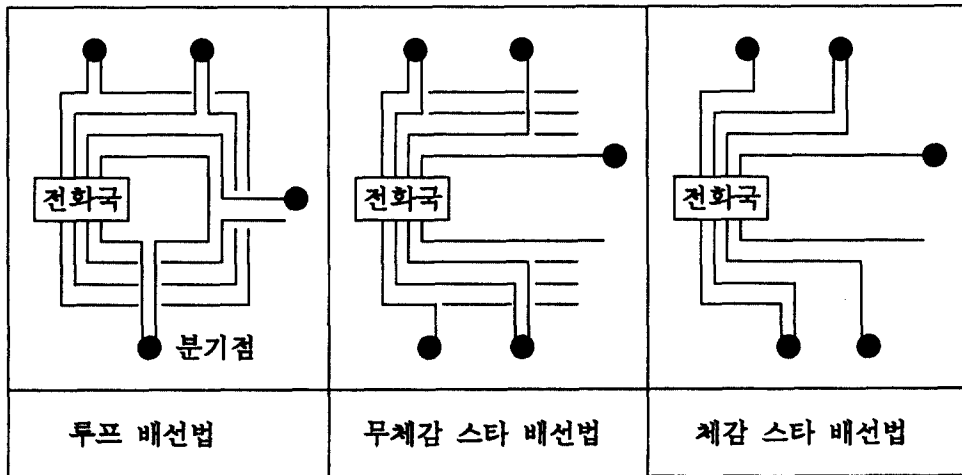 전화국
전화국
전화국
분기점
루프 배선법
무체감 스타 배선법
체감 스타 배선법